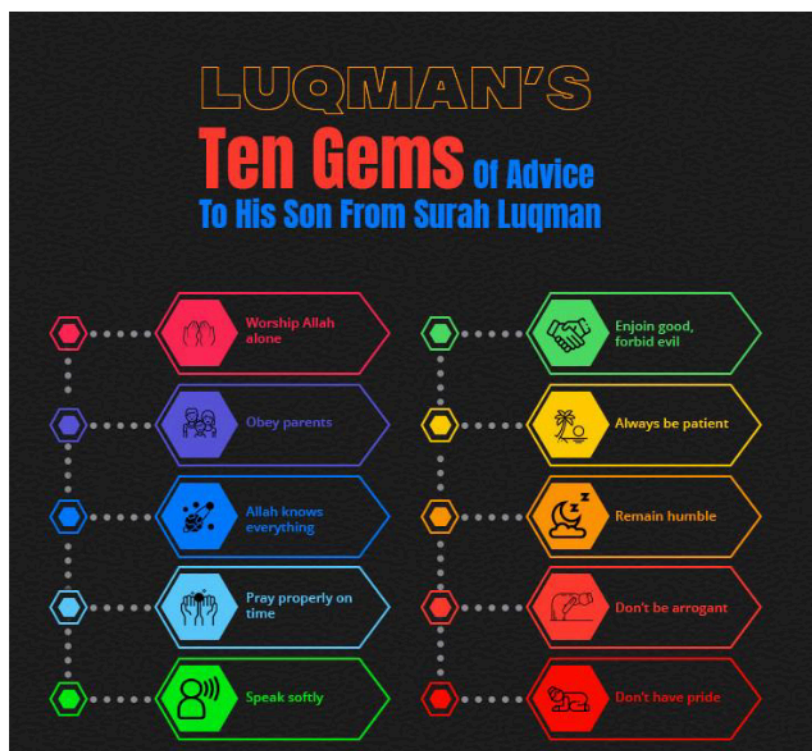 LUQMAN'S
Ten Gems Of Advice
To His Son From Surah Luqman
Worship Allah
alone
Obey parents
Allah knows
everything
Pray properly on
time
Speak softly
Enjoin good,
forbid evil
Always be patient
Remain humble
Don't be arrogant
Don't have pride